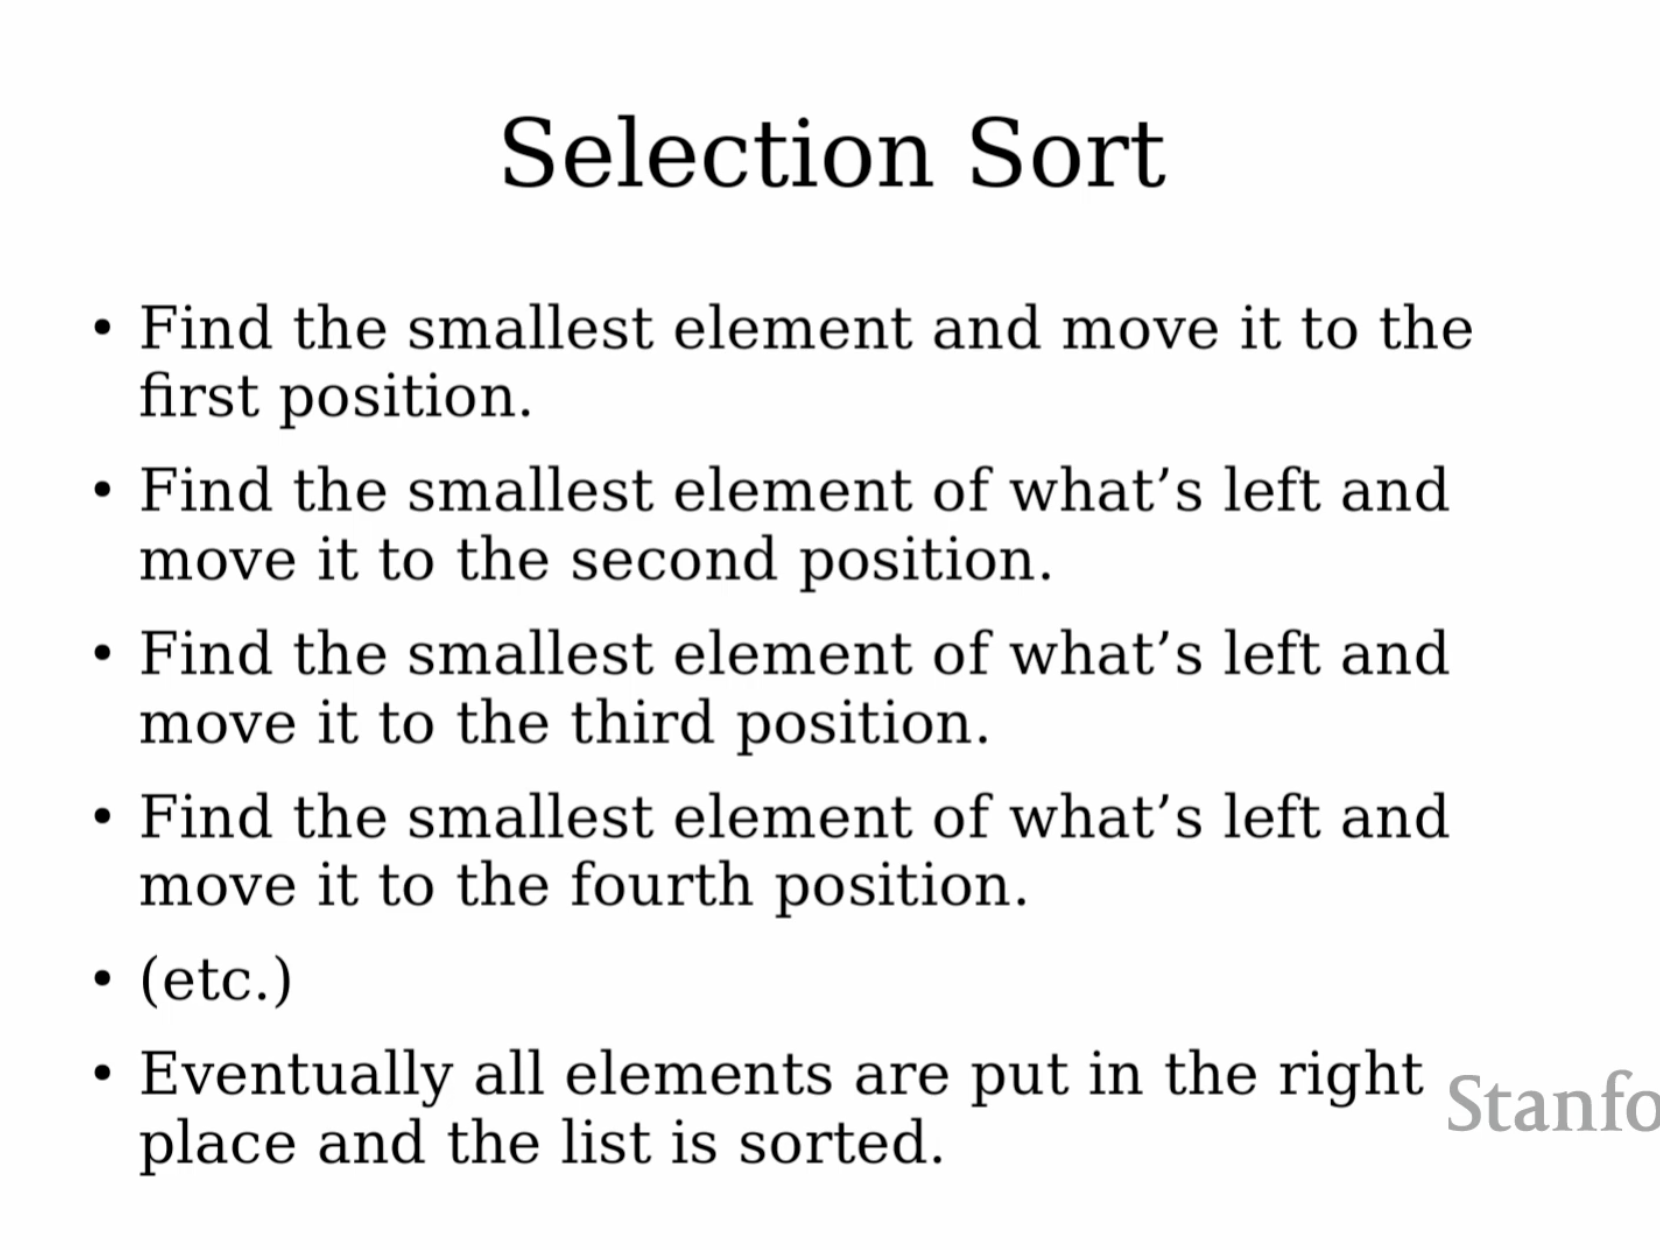 Selection Sort
• Find the smallest element and move it to the
first position.
• Find the smallest element of what’s left and
move it to the second position.
• Find the smallest element of what’s left and
move it to the third position.
• Find the smallest element of what’s left and
move it to the fourth position.
• (etc.)
• Eventually all elements are put in the right
place and the list is sorted.
Stanfo